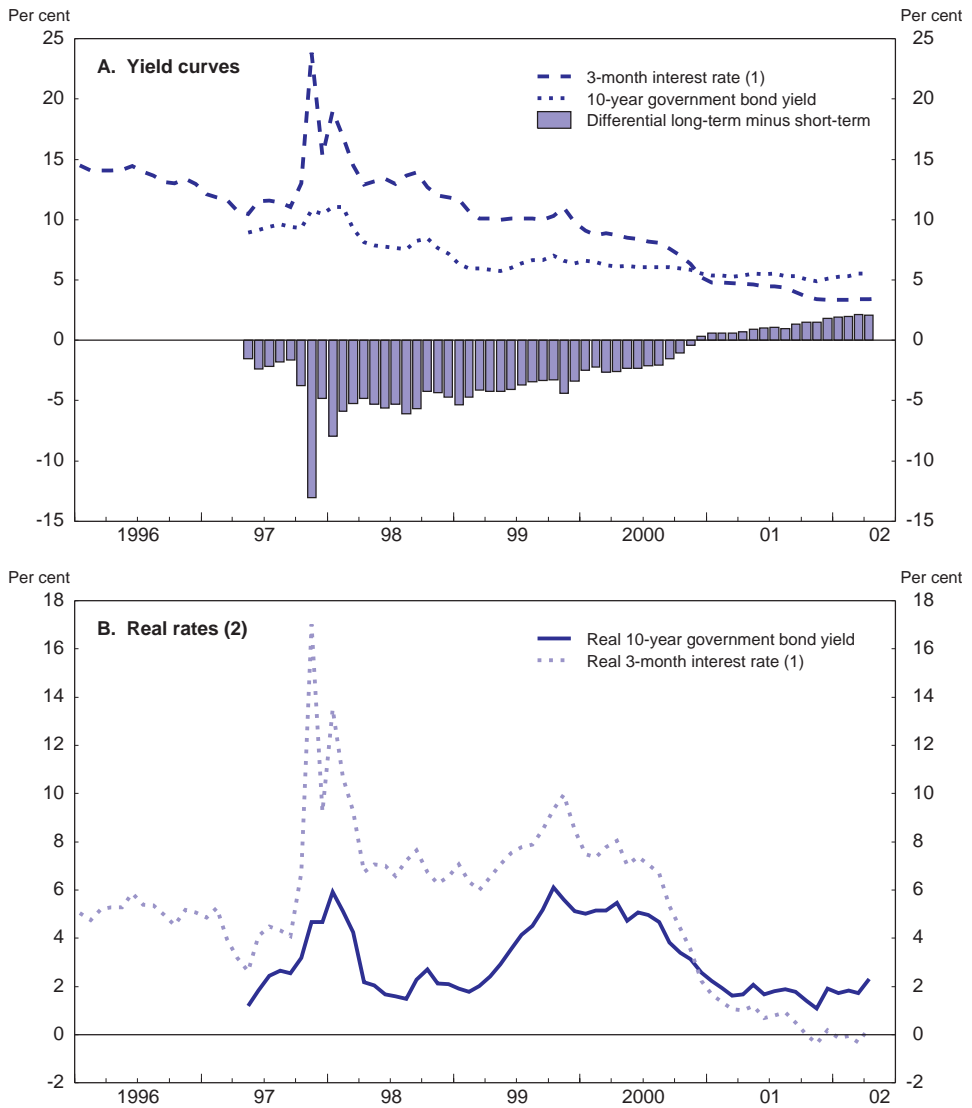 Per cent Per cent
25 25
A. Yield curves
3-month interest rate (1)
10-year government bond yield
Differential long-term minus short-term
20 20
15 15
10 10
5 5
0 0
-5 -5
-10 -10
-15 -15
1996 97 98 99 2000 01 02
Per cent Per cent
18 18
B. Real rates (2)
Real 10-year government bond yield
Real 3-month interest rate (1)
16 16
14 14
12 12
10 10
8 8
6 6
4 4
2 2
0 0
-2 -2
1996 97 98 99 2000 01 02